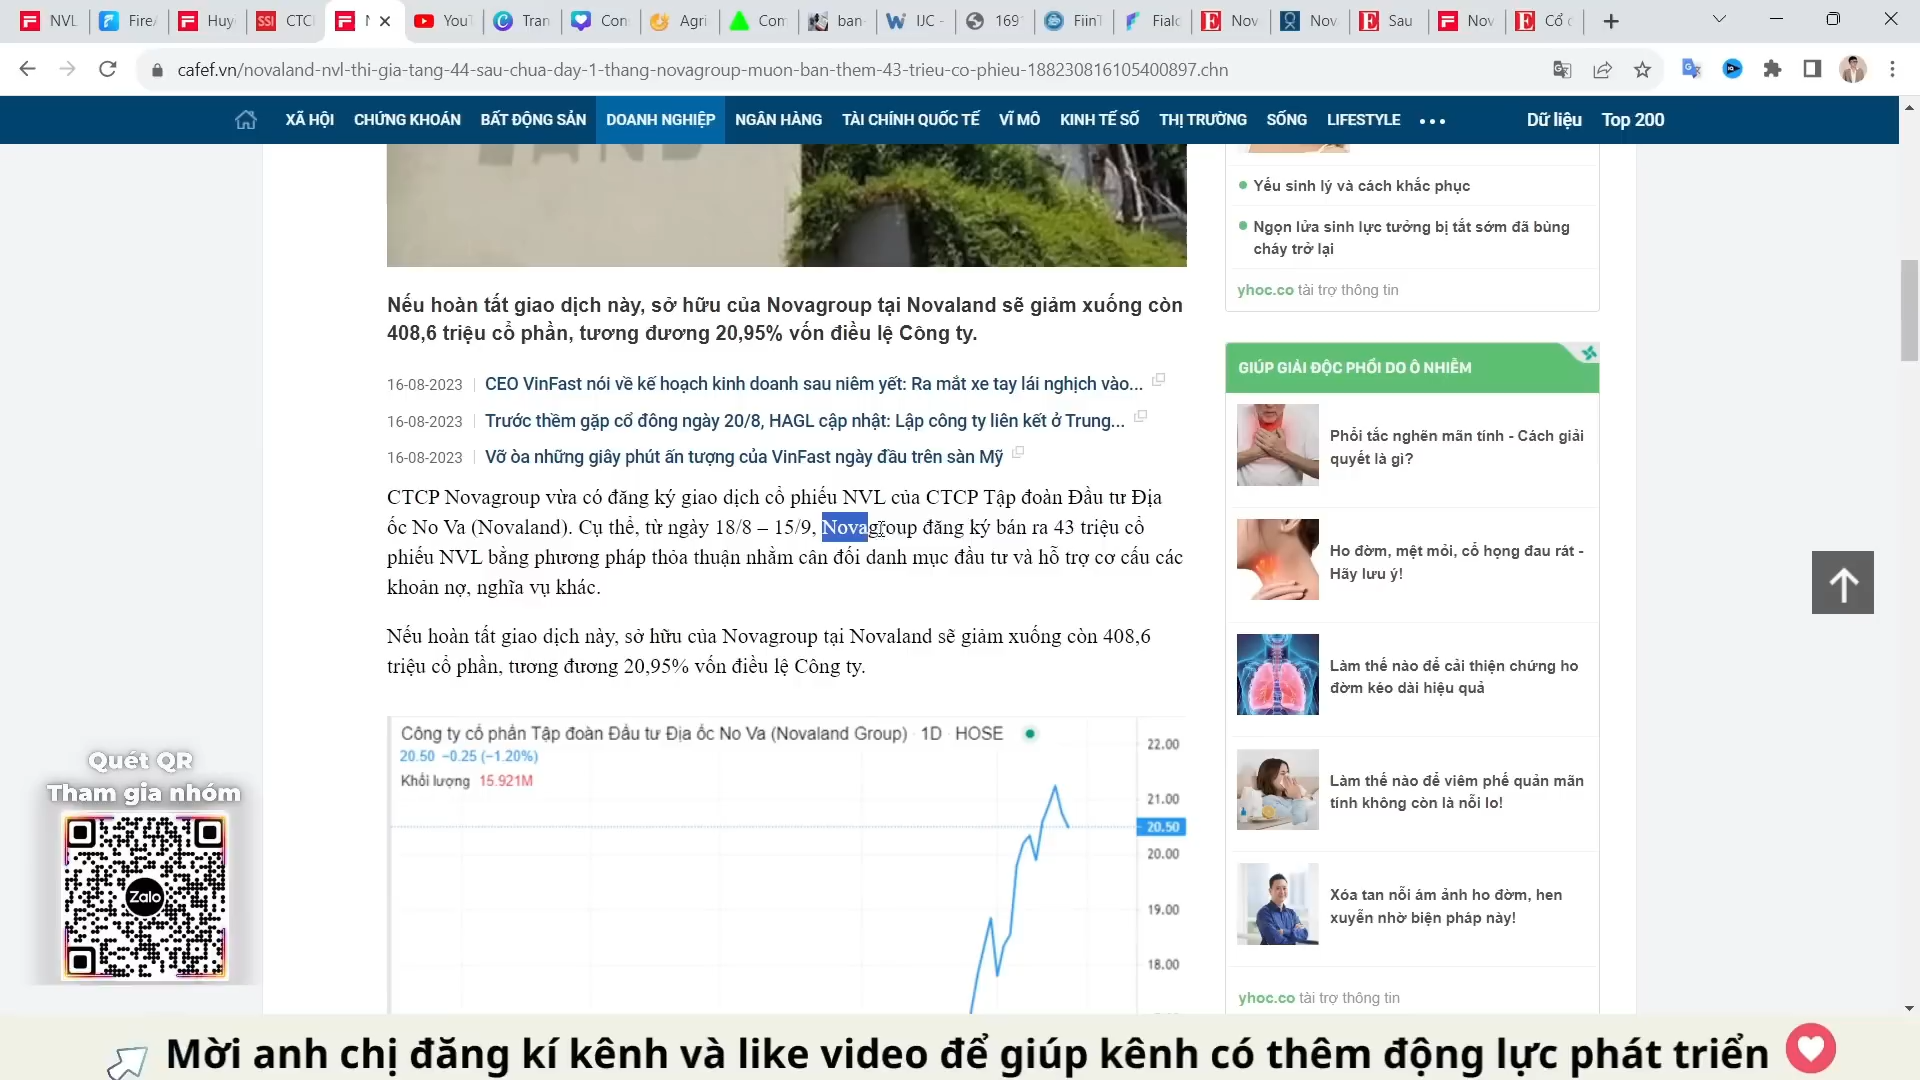 NVL
Fire
Huy
SSI
CTC
N
You
Tran
Con
Agri
Com
ban-
IJC -
169
Fiin
Fialo
Nov
Nov
Sau
Nov
Cổ
cafef.vn/novaland-nvl-thi-gia-tang-44-sau-chua-day-1-thang-novagroup-muon-ban-them-43-trieu-co-phieu-188230816105400897.chn
XÃ HỘI CHỨNG KHOÁN BẤT ĐỘNG SẢN DOANH NGHIỆP NGÂN HÀNG TÀI CHÍNH QUỐC TẾ VĨ MÔ KINH TẾ SỐ THỊ TRƯỜNG SỐNG LIFESTYLE ••• Dữ liệu Top 200
Nếu hoàn tất giao dịch này, sở hữu của Novagroup tại Novaland sẽ giảm xuống còn
408,6 triệu cổ phần, tương đương 20,95% vốn điều lệ Công ty.
16-08-2023 CEO VinFast nói về kế hoạch kinh doanh sau niêm yết: Ra mắt xe tay lái nghịch vào...
16-08-2023 Trước thềm gặp cổ đông ngày 20/8, HAGL cập nhật: Lập công ty liên kết ở Trung...
16-08-2023 Vỡ òa những giây phút ấn tượng của VinFast ngày đầu trên sàn Mỹ
CTCP Novagroup vừa có đăng ký giao dịch cổ phiếu NVL của CTCP Tập đoàn Đầu tư Địa
ốc No Va (Novaland). Cụ thể, từ ngày 18/8 – 15/9, Novagroup đăng ký bán ra 43 triệu cổ
phiếu NVL bằng phương pháp thỏa thuận nhằm cân đối danh mục đầu tư và hỗ trợ cơ cấu các
khoản nợ, nghĩa vụ khác.
Nếu hoàn tất giao dịch này, sở hữu của Novagroup tại Novaland sẽ giảm xuống còn 408,6
triệu cổ phần, tương đương 20,95% vốn điều lệ Công ty.
Công ty cổ phần Tập đoàn Đầu tư Địa ốc No Va (Novaland Group) · 1D · HOSE
20.50 −0.25 (−1.20%)
Khối lượng 15.921M
22.00
21.00
20.50
20.00
19.00
18.00
Yếu sinh lý và cách khắc phục
Ngọn lửa sinh lực tưởng bị tắt sớm đã bùng
cháy trở lại
yhoc.co tài trợ thông tin
GIÚP GIẢI ĐỘC PHỔI DO Ô NHIỄM
Phổi tắc nghẽn mãn tính - Cách giải
quyết là gì?
Ho đờm, mệt mỏi, cổ họng đau rát -
Hãy lưu ý!
Làm thế nào để cải thiện chứng ho
đờm kéo dài hiệu quả
Làm thế nào để viêm phế quản mãn
tính không còn là nỗi lo!
Xóa tan nỗi ám ảnh ho đờm, hen
xuyễn nhờ biện pháp này!
yhoc.co tài trợ thông tin
Quét QR
Tham gia nhóm
Zalo
Mời anh chị đăng kí kênh và like video để giúp kênh có thêm động lực phát triển